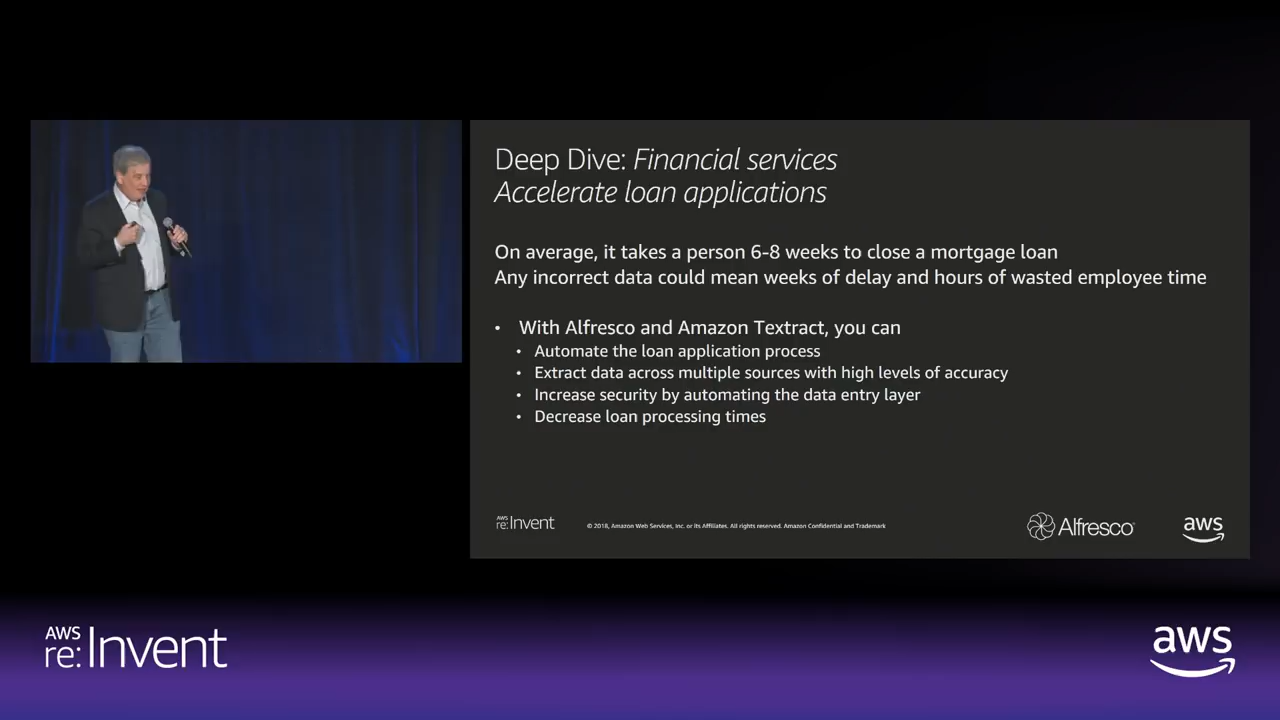 Deep Dive: Financial services
Accelerate loan applications
On average, it takes a person 6-8 weeks to close a mortgage loan
Any incorrect data could mean weeks of delay and hours of wasted employee time
• With Alfresco and Amazon Textract, you can
• Automate the loan application process
• Extract data across multiple sources with high levels of accuracy
• Increase security by automating the data entry layer
• Decrease loan processing times
AWS
re:Invent
© 2018, Amazon Web Services, Inc. or its Affiliates. All rights reserved. Amazon Confidential and Trademark
Alfresco
aws
AWS
re:Invent
aws